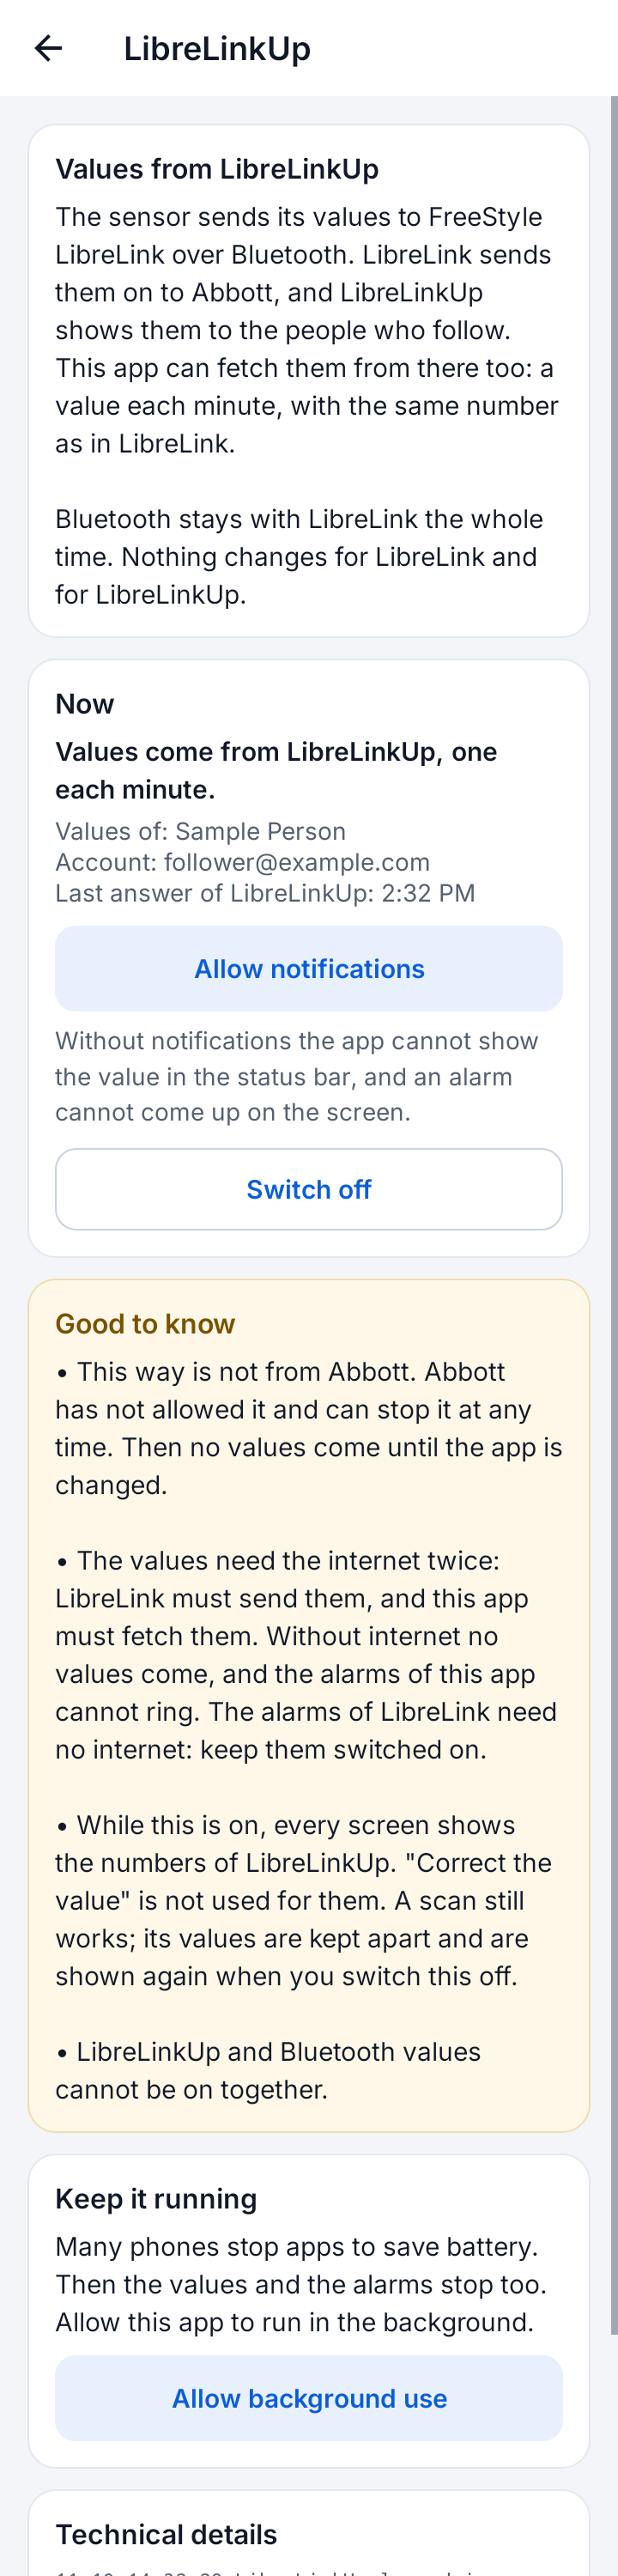 LibreLinkUp
Values from LibreLinkUp
The sensor sends its values to FreeStyle
LibreLink over Bluetooth. LibreLink sends
them on to Abbott, and LibreLinkUp
shows them to the people who follow.
This app can fetch them from there too: a
value each minute, with the same number
as in LibreLink.
Bluetooth stays with LibreLink the whole
time. Nothing changes for LibreLink and
for LibreLinkUp.
Now
Values come from LibreLinkUp, one
each minute.
Values of: Sample Person
Account: follower@example.com
Last answer of LibreLinkUp: 2:32 PM
Allow notifications
Without notifications the app cannot show
the value in the status bar, and an alarm
cannot come up on the screen.
Switch off
Good to know
• This way is not from Abbott. Abbott
has not allowed it and can stop it at any
time. Then no values come until the app is
changed.
• The values need the internet twice:
LibreLink must send them, and this app
must fetch them. Without internet no
values come, and the alarms of this app
cannot ring. The alarms of LibreLink need
no internet: keep them switched on.
• While this is on, every screen shows
the numbers of LibreLinkUp. "Correct the
value" is not used for them. A scan still
works; its values are kept apart and are
shown again when you switch this off.
• LibreLinkUp and Bluetooth values
cannot be on together.
Keep it running
Many phones stop apps to save battery.
Then the values and the alarms stop too.
Allow this app to run in the background.
Allow background use
Technical details